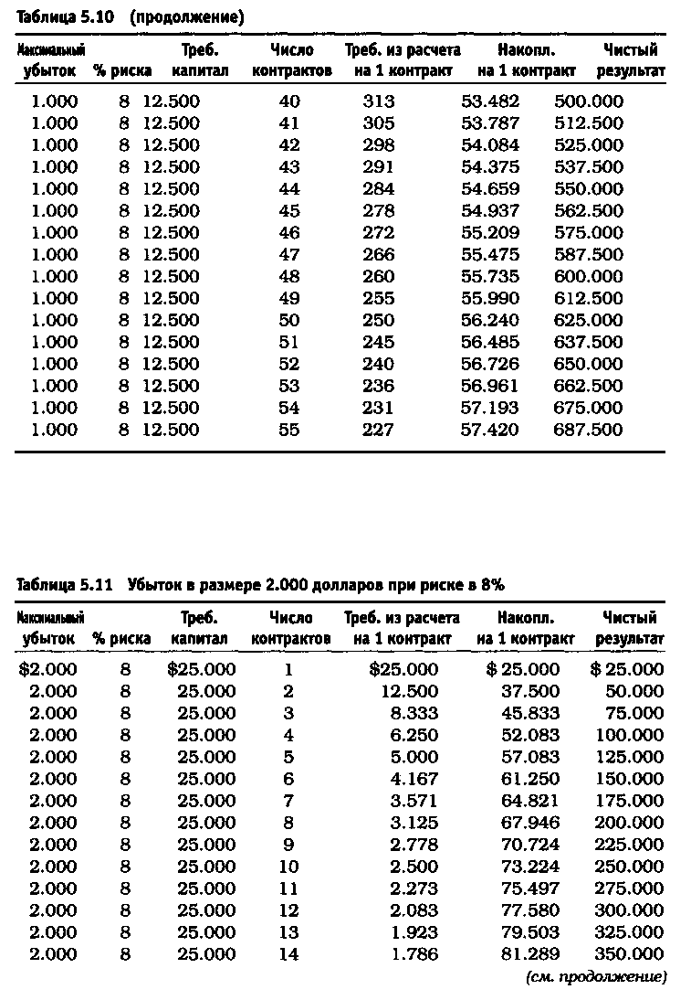 Таблица 5.10 (продолжение)
Максимальный Треб. Число Треб. из расчета Накопл. Чистый
убыток % риска капитал контрактов на 1 контракт на 1 контракт результат
1.000 8 12.500 40 313 53.482 500.000
1.000 8 12.500 41 305 53.787 512.500
1.000 8 12.500 42 298 54.084 525.000
1.000 8 12.500 43 291 54.375 537.500
1.000 8 12.500 44 284 54.659 550.000
1.000 8 12.500 45 278 54.937 562.500
1.000 8 12.500 46 272 55.209 575.000
1.000 8 12.500 47 266 55.475 587.500
1.000 8 12.500 48 260 55.735 600.000
1.000 8 12.500 49 255 55.990 612.500
1.000 8 12.500 50 250 56.240 625.000
1.000 8 12.500 51 245 56.485 637.500
1.000 8 12.500 52 240 56.726 650.000
1.000 8 12.500 53 236 56.961 662.500
1.000 8 12.500 54 231 57.193 675.000
1.000 8 12.500 55 227 57.420 687.500
Таблица 5.11 Убыток в размере 2.000 долларов при риске в 8%
Максимальный Треб. Число Треб. из расчета Накопл. Чистый
убыток % риска капитал контрактов на 1 контракт на 1 контракт результат
$2.000 8 $25.000 1 $25.000 $ 25.000 $ 25.000
2.000 8 25.000 2 12.500 37.500 50.000
2.000 8 25.000 3 8.333 45.833 75.000
2.000 8 25.000 4 6.250 52.083 100.000
2.000 8 25.000 5 5.000 57.083 125.000
2.000 8 25.000 6 4.167 61.250 150.000
2.000 8 25.000 7 3.571 64.821 175.000
2.000 8 25.000 8 3.125 67.946 200.000
2.000 8 25.000 9 2.778 70.724 225.000
2.000 8 25.000 10 2.500 73.224 250.000
2.000 8 25.000 11 2.273 75.497 275.000
2.000 8 25.000 12 2.083 77.580 300.000
2.000 8 25.000 13 1.923 79.503 325.000
2.000 8 25.000 14 1.786 81.289 350.000
(см. продолжение)